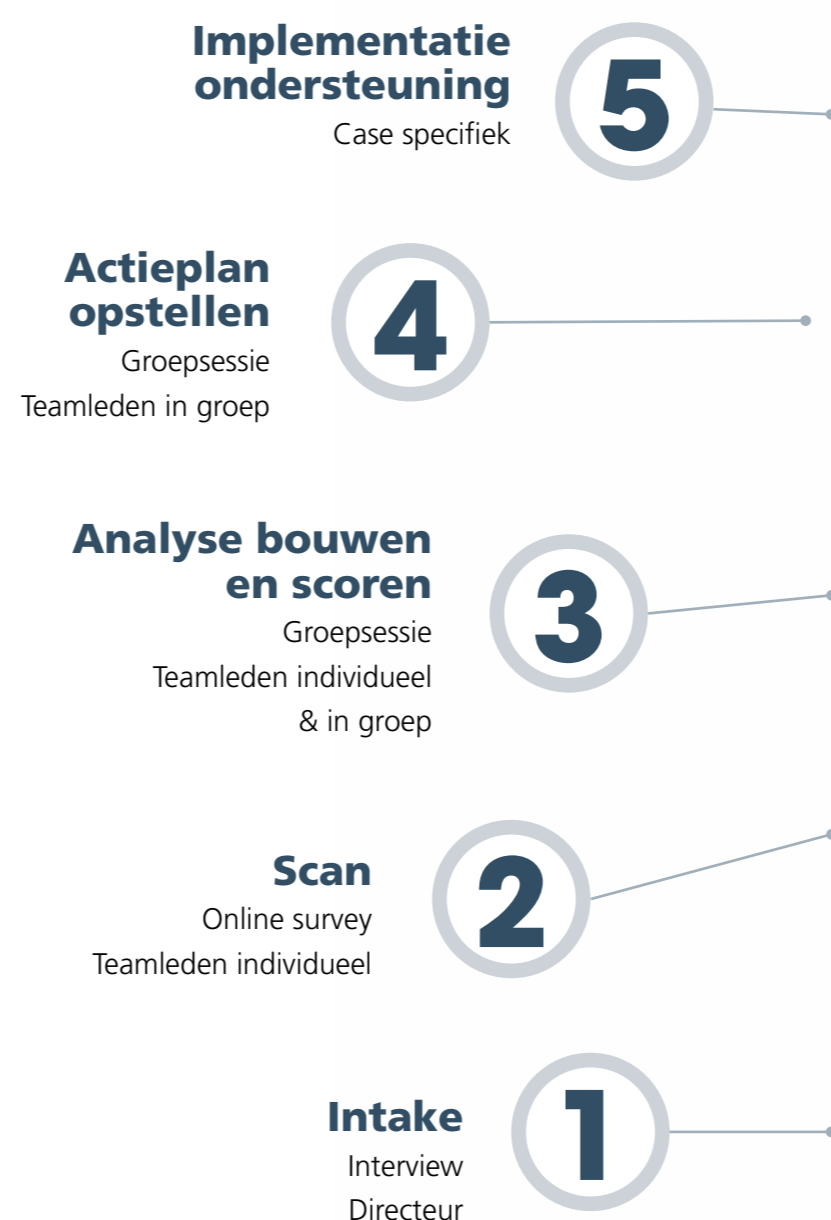 Implementatie
ondersteuning
Case specifiek
5
Actieplan
opstellen
Groepsessie
Teamleden in groep
4
Analyse bouwen
en scoren
Groepsessie
Teamleden individueel
& in groep
3
Scan
Online survey
Teamleden individueel
2
Intake
Interview
Directeur
1